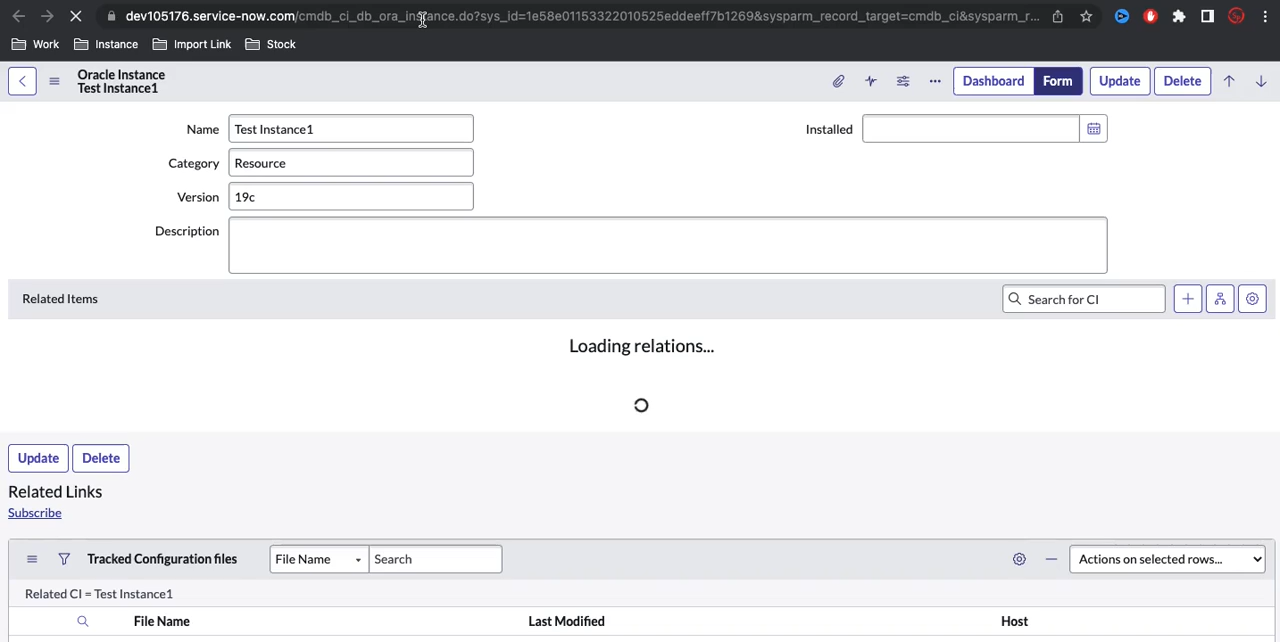 dev105176.service-now.com/cmdb_ci_db_ora_instance.do?sys_id=1e58e01153322010525eddeeff7b1269&sysparm_record_target=cmdb_ci&sysparm_r...
Work Instance Import Link Stock
Oracle Instance
Test Instance1
Dashboard Form Update Delete
Name Test Instance1 Installed
Category Resource
Version 19c
Description
Related Items Search for CI
Loading relations...
Update Delete
Related Links
Subscribe
Tracked Configuration files File Name Search Actions on selected rows...
Related CI = Test Instance1
File Name Last Modified Host